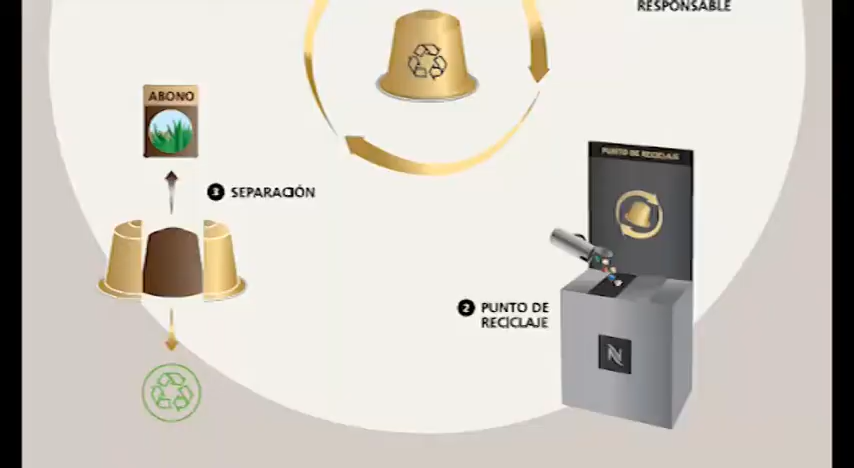 RESPONSABLE
ABONO
3 SEPARACIÓN
PUNTO DE RECICLAJE
2 PUNTO DE
RECICLAJE
N